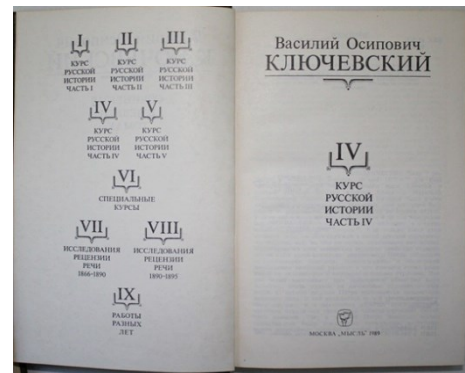 I II III
КУРС КУРС КУРС
РУССКОЙ РУССКОЙ РУССКОЙ
ИСТОРИИ ИСТОРИИ ИСТОРИИ
ЧАСТЬ I ЧАСТЬ II ЧАСТЬ III
IV V
КУРС КУРС
РУССКОЙ РУССКОЙ
ИСТОРИИ ИСТОРИИ
ЧАСТЬ IV ЧАСТЬ V
VI
СПЕЦИАЛЬНЫЕ
КУРСЫ
VII VIII
ИССЛЕДОВАНИЯ ИССЛЕДОВАНИЯ
РЕЦЕНЗИИ РЕЦЕНЗИИ
РЕЧИ РЕЧИ
1866-1890 1890-1895
IX
РАБОТЫ
РАЗНЫХ
ЛЕТ
Василий Осипович
КЛЮЧЕВСКИЙ
IV
КУРС
РУССКОЙ
ИСТОРИИ
ЧАСТЬ IV
МОСКВА „МЫСЛЬ" 1989